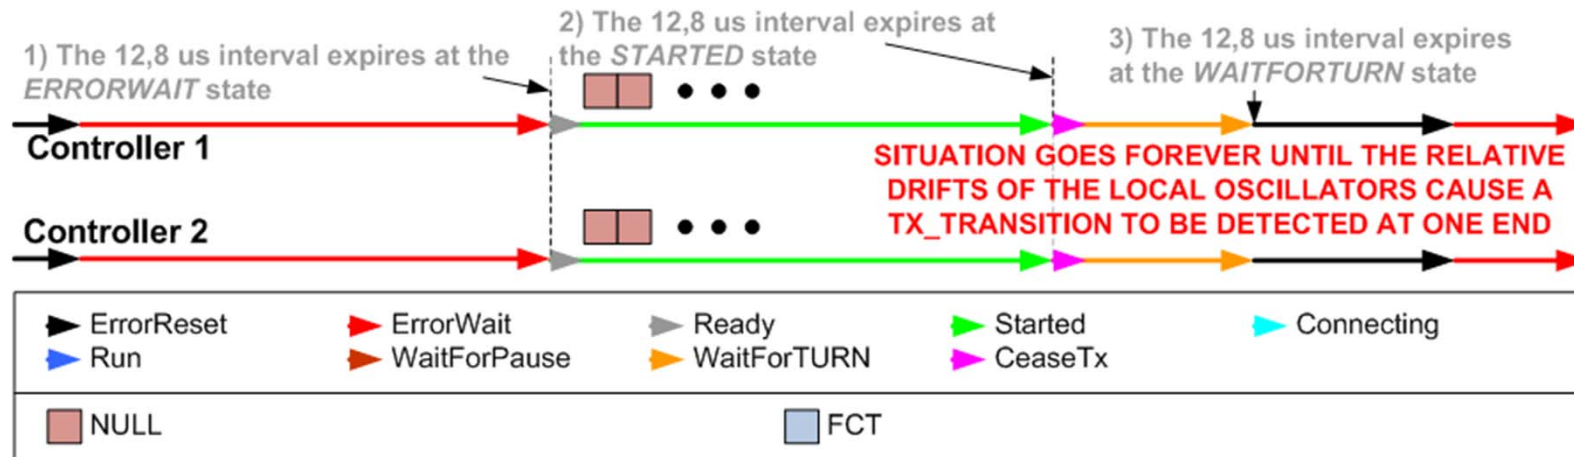 1) The 12,8 us interval expires at the
ERRORWAIT state
2) The 12,8 us interval expires at
the STARTED state
3) The 12,8 us interval expires
at the WAITFORTURN state
Controller 1
SITUATION GOES FOREVER UNTIL THE RELATIVE
DRIFTS OF THE LOCAL OSCILLATORS CAUSE A
TX_TRANSITION TO BE DETECTED AT ONE END
Controller 2
ErrorReset ErrorWait Ready Started Connecting
Run WaitForPause WaitForTURN CeaseTx
NULL FCT